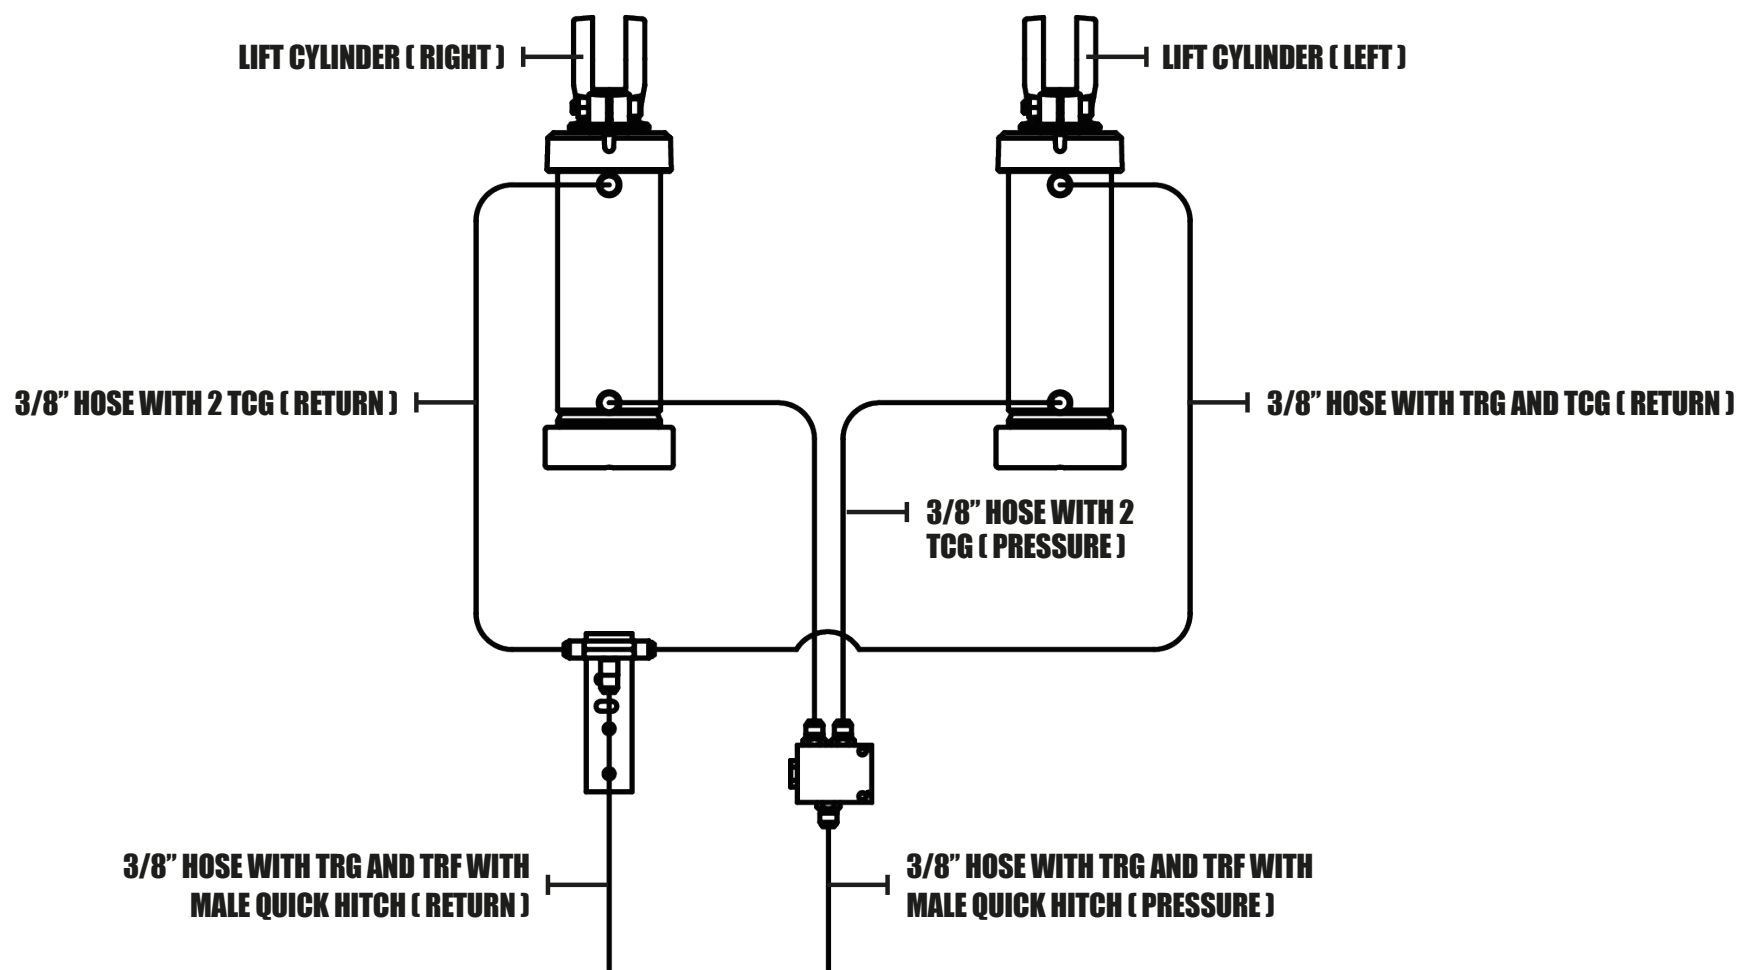 LIFT CYLINDER ( RIGHT )
LIFT CYLINDER ( LEFT )
3/8” HOSE WITH 2 TCG ( RETURN )
3/8” HOSE WITH TRG AND TCG ( RETURN )
3/8” HOSE WITH 2
TCG ( PRESSURE )
3/8” HOSE WITH TRG AND TRF WITH
MALE QUICK HITCH ( RETURN )
3/8” HOSE WITH TRG AND TRF WITH
MALE QUICK HITCH ( PRESSURE )